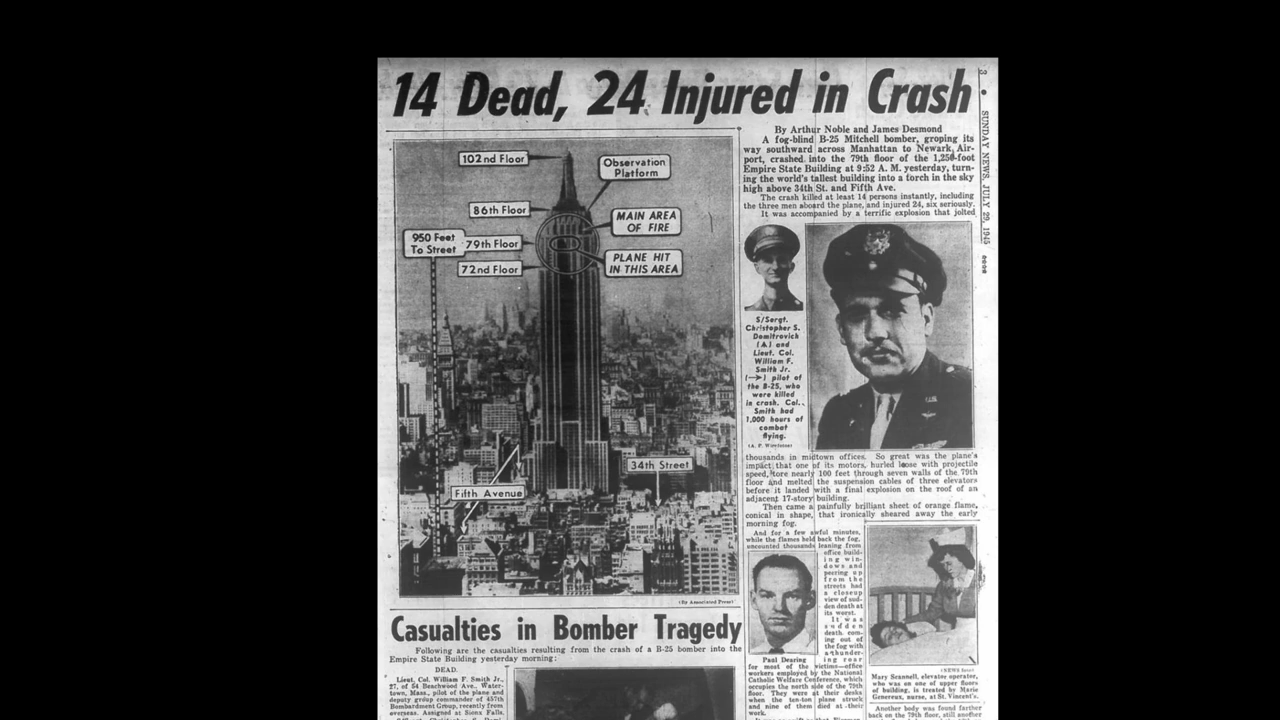 14 Dead, 24 Injured in Crash
3 • SUNDAY NEWS, JULY 29, 1945
102nd Floor
Observation
Platform
86th Floor
MAIN AREA
OF FIRE
950 Feet
To Street
79th Floor
PLANE HIT
IN THIS AREA
72nd Floor
34th Street
Fifth Avenue
(By Associated Press)
By Arthur Noble and James Desmond
A fog-blind B-25 Mitchell bomber, groping its
way southward across Manhattan to Newark Air-
port, crashed into the 79th floor of the 1,250-foot
Empire State Building at 9:52 A. M. yesterday, turn-
ing the world's tallest building into a torch in the sky
high above 34th St. and Fifth Ave.
The crash killed at least 14 persons instantly, including
the three men aboard the plane, and injured 24, six seriously.
It was accompanied by a terrific explosion that jolted
S/Sergt.
Christopher S.
Domitrovich
(▲) and
Lieut. Col.
William F.
Smith Jr.
(—➤) pilot of
the B-25, who
were killed
in crash. Col.
Smith had
1,000 hours of
combat
flying.
(A. P. Wirefotos)
thousands in midtown offices. So great was the plane's
impact that one of its motors, hurled loose with projectile
speed, tore nearly 100 feet through seven walls of the 79th
floor and melted the suspension cables of three elevators
before it landed with a final explosion on the roof of an
adjacent 17-story building.
Then came a painfully brilliant sheet of orange flame,
conical in shape, that ironically sheared away the early
morning fog.
And for a few awful minutes,
while the flames held back the fog,
uncounted thousands leaning from
office build-
ing win-
dows and
peering up
from the
streets had
a closeup
view of sud-
den death at
its worst.
It was
sudden
death, com-
ing out of
the fog with
a thunder-
ing roar
Paul Dearing
for most of the victims—office
workers employed by the National
Catholic Welfare Conference, which
occupies the north side of the 79th
floor. They were at their desks
when the ten-ton plane struck
and nine of them died at their
work.
(NEWS foto)
Mary Scannell, elevator operator,
who was on one of upper floors
of building, is treated by Marie
Genereux, nurse, at St. Vincent's.
Another body was found farther
back on the 79th floor, still another
Casualties in Bomber Tragedy
Following are the casualties resulting from the crash of a B-25 bomber into the
Empire State Building yesterday morning:
DEAD.
Lieut. Col. William F. Smith Jr.,
27, of 54 Beachwood Ave., Water-
town, Mass., pilot of the plane and
deputy group commander of 457th
Bombardment Group, recently from
overseas. Assigned at Sioux Falls,